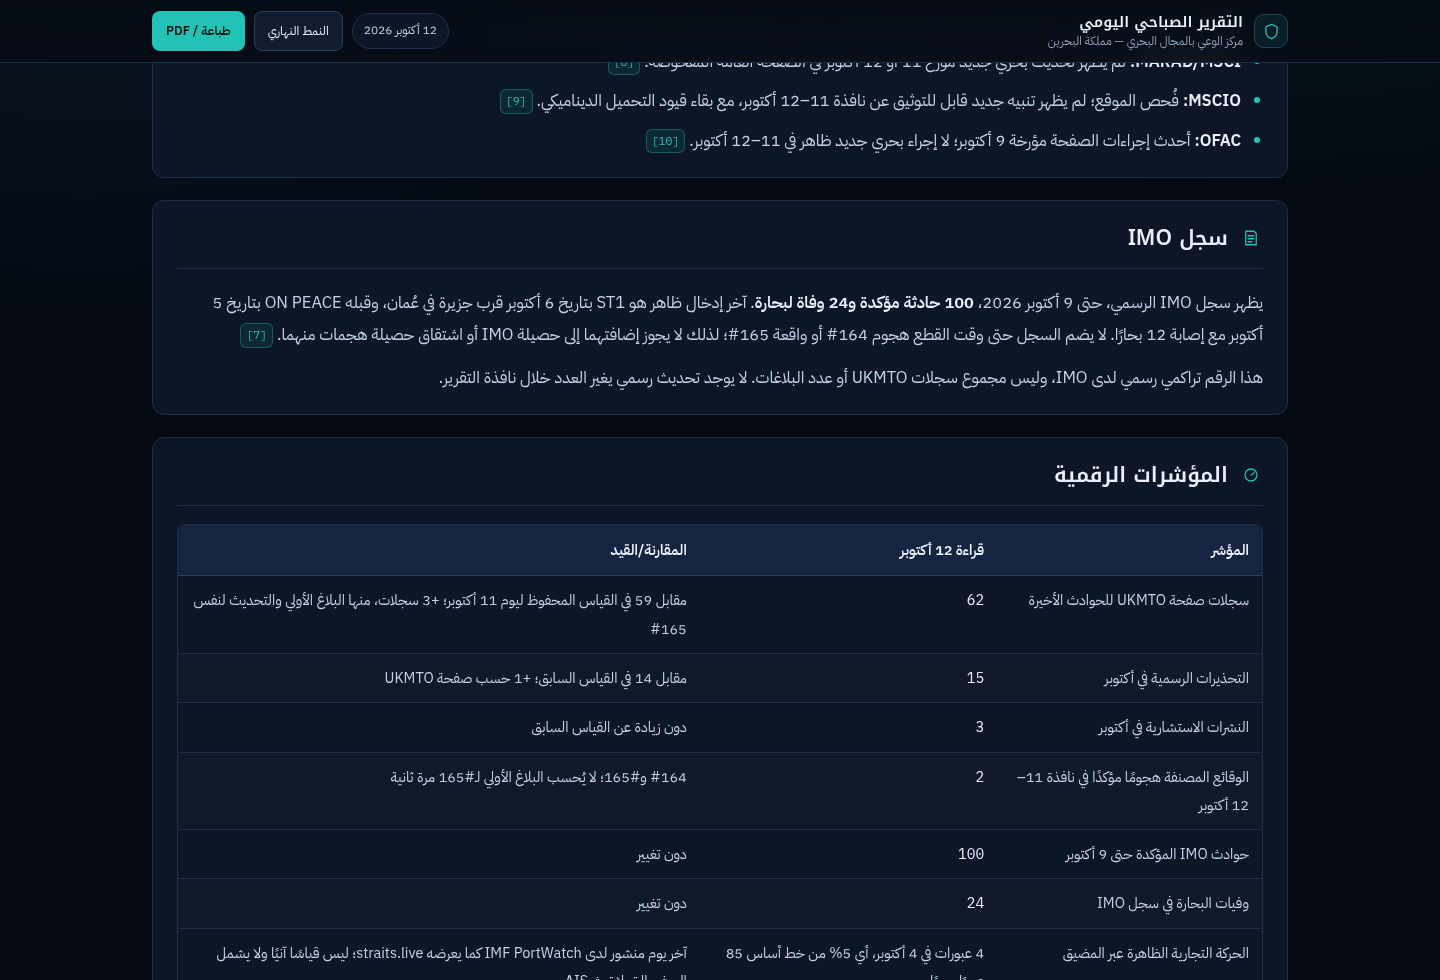 التقرير الصباحي اليومي
مركز الوعي بالمجال البحري — مملكة البحرين
12 أكتوبر 2026
النمط النهاري
طباعة / PDF
MSCIO: فُحص الموقع؛ لم يظهر تنبيه جديد قابل للتوثيق عن نافذة 11–12 أكتوبر، مع بقاء قيود التحميل الديناميكي. [9]
OFAC: أحدث إجراءات الصفحة مؤرخة 9 أكتوبر؛ لا إجراء بحري جديد ظاهر في 11–12 أكتوبر. [10]
سجل IMO
يظهر سجل IMO الرسمي، حتى 9 أكتوبر 2026، 100 حادثة مؤكدة و24 وفاة لبحارة. آخر إدخال ظاهر هو ST1 بتاريخ 6 أكتوبر قرب جزيرة في عُمان، وقبله ON PEACE بتاريخ 5
أكتوبر مع إصابة 12 بحارًا. لا يضم السجل حتى وقت القطع هجوم 164# أو واقعة 165#؛ لذلك لا يجوز إضافتهما إلى حصيلة IMO أو اشتقاق حصيلة هجمات منهما. [7]
هذا الرقم تراكمي رسمي لدى IMO، وليس مجموع سجلات UKMTO أو عدد البلاغات. لا يوجد تحديث رسمي يغير العدد خلال نافذة التقرير.
المؤشرات الرقمية
المؤشر قراءة 12 أكتوبر المقارنة/القيد
سجلات صفحة UKMTO للحوادث الأخيرة 62 مقابل 59 في القياس المحفوظ ليوم 11 أكتوبر؛ +3 سجلات، منها البلاغ الأولي والتحديث لنفس
#165
التحذيرات الرسمية في أكتوبر 15 مقابل 14 في القياس السابق؛ +1 حسب صفحة UKMTO
النشرات الاستشارية في أكتوبر 3 دون زيادة عن القياس السابق
الوقائع المصنفة هجومًا مؤكدًا في نافذة 11– 2 164# و165#؛ لا يُحسب البلاغ الأولي لـ#165 مرة ثانية
12 أكتوبر
حوادث IMO المؤكدة حتى 9 أكتوبر 100 دون تغيير
وفيات البحارة في سجل IMO 24 دون تغيير
الحركة التجارية الظاهرة عبر المضيق 4 عبورات في 4 أكتوبر، أي 5% من خط أساس 85 آخر يوم منشور لدى IMF PortWatch كما يعرضه straits.live؛ ليس قياسًا آنيًا ولا يشمل